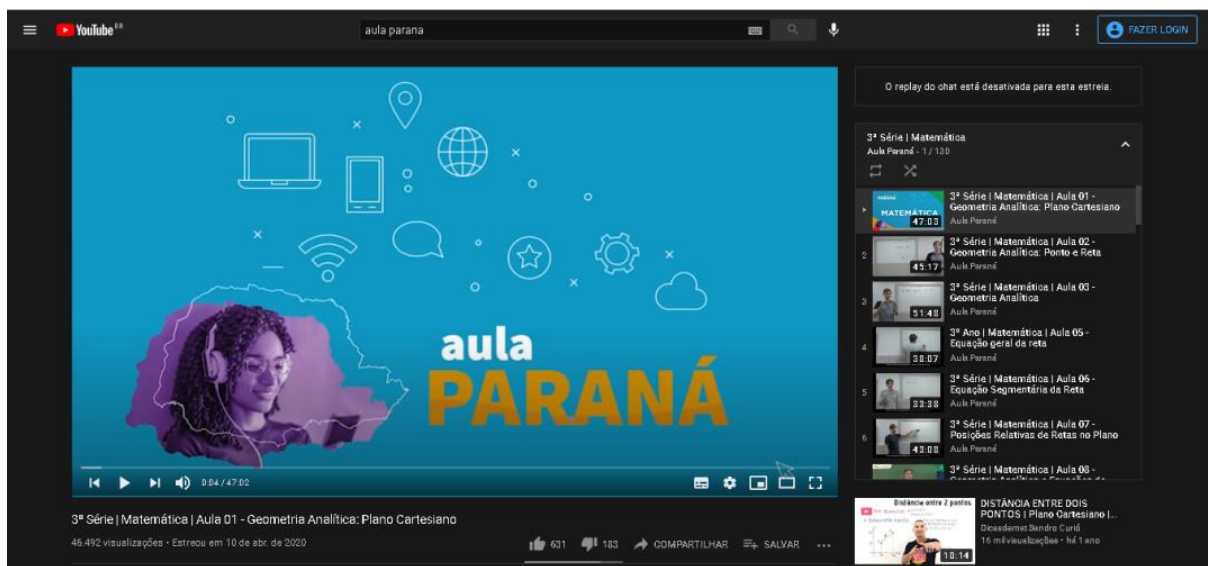 YouTube BR
aula parana
FAZER LOGIN
aula
PARANÁ
0:04 / 47:02
3ª Série | Matemática | Aula 01 - Geometria Analítica: Plano Cartesiano
46.492 visualizações • Estreou em 10 de abr. de 2020
631
183
COMPARTILHAR
SALVAR
O replay do chat está desativada para esta estreia.
3ª Série | Matemática
Aula Paraná - 1 / 130
MATEMÁTICA
47:03
3ª Série | Matemática | Aula 01 -
Geometria Analítica: Plano Cartesiano
Aula Paraná
2
45:17
3ª Série | Matemática | Aula 02 -
Geometria Analítica: Ponto e Reta
Aula Paraná
3
51:48
3ª Série | Matemática | Aula 03 -
Geometria Analítica
Aula Paraná
4
38:07
3ª Ano | Matemática | Aula 05 -
Equação geral da reta
Aula Paraná
5
33:38
3ª Série | Matemática | Aula 06 -
Equação Segmentária da Reta
Aula Paraná
6
43:08
3ª Série | Matemática | Aula 07 -
Posições Relativas de Retas no Plano
Aula Paraná
3ª Série | Matemática | Aula 08 -
Distância entre 2 pontos
10:14
DISTÂNCIA ENTRE DOIS
PONTOS | Plano Cartesiano |...
Dicasdemat Sandro Curió
16 mil visualizações • há 1 ano